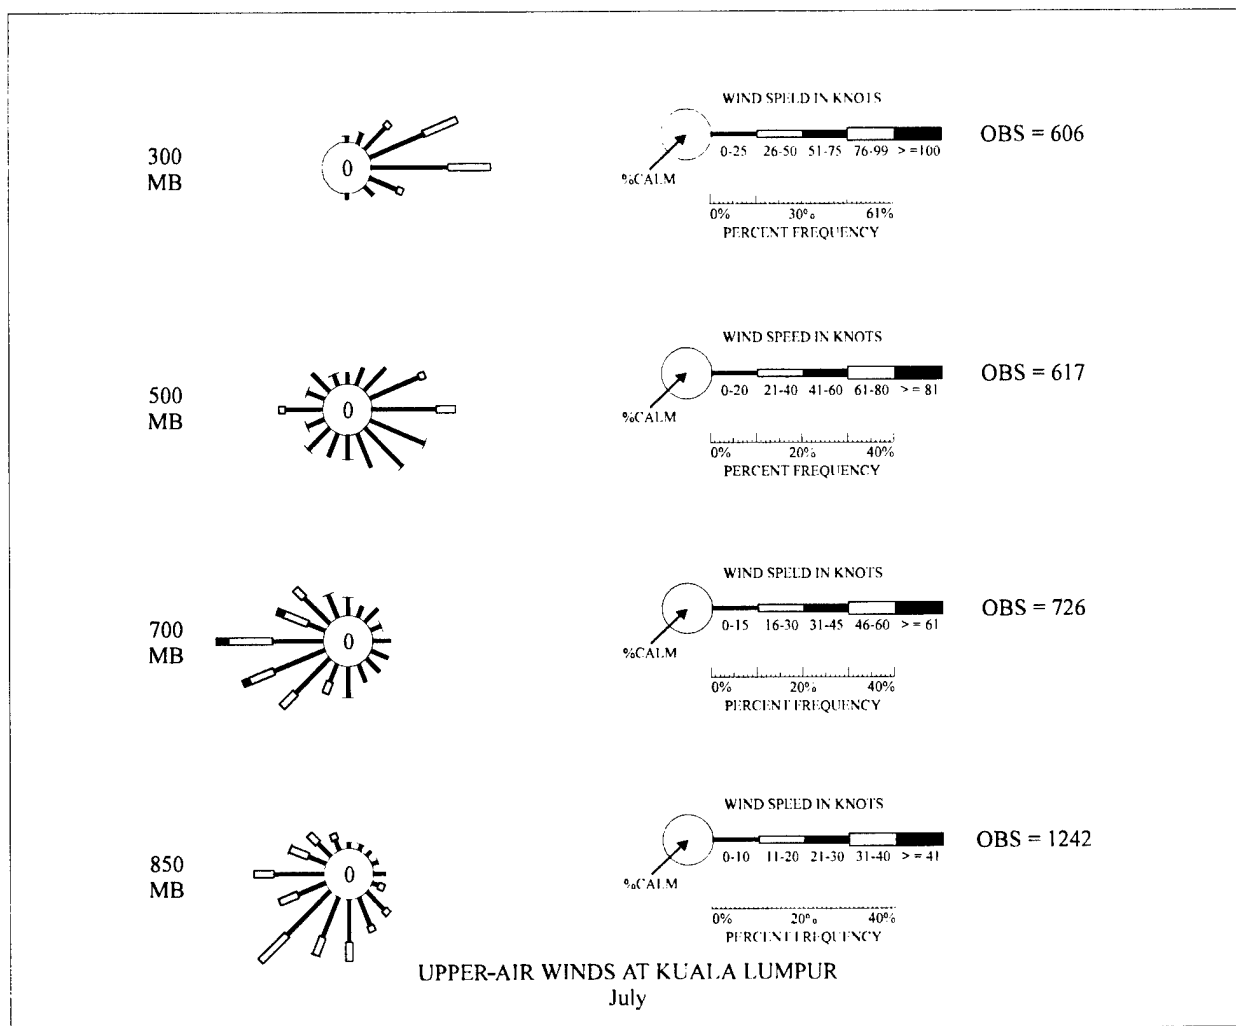 300
MB
0
WIND SPEED IN KNOTS
0-25 26-50 51-75 76-99 > =100
%CALM
OBS = 606
0% 30% 61%
PERCENT FREQUENCY
500
MB
0
WIND SPEED IN KNOTS
0-20 21-40 41-60 61-80 > = 81
%CALM
OBS = 617
0% 20% 40%
PERCENT FREQUENCY
700
MB
0
WIND SPEED IN KNOTS
0-15 16-30 31-45 46-60 > = 61
%CALM
OBS = 726
0% 20% 40%
PERCENT FREQUENCY
850
MB
0
WIND SPEED IN KNOTS
0-10 11-20 21-30 31-40 > = 41
%CALM
OBS = 1242
0% 20% 40%
PERCENT FREQUENCY
UPPER-AIR WINDS AT KUALA LUMPUR
July